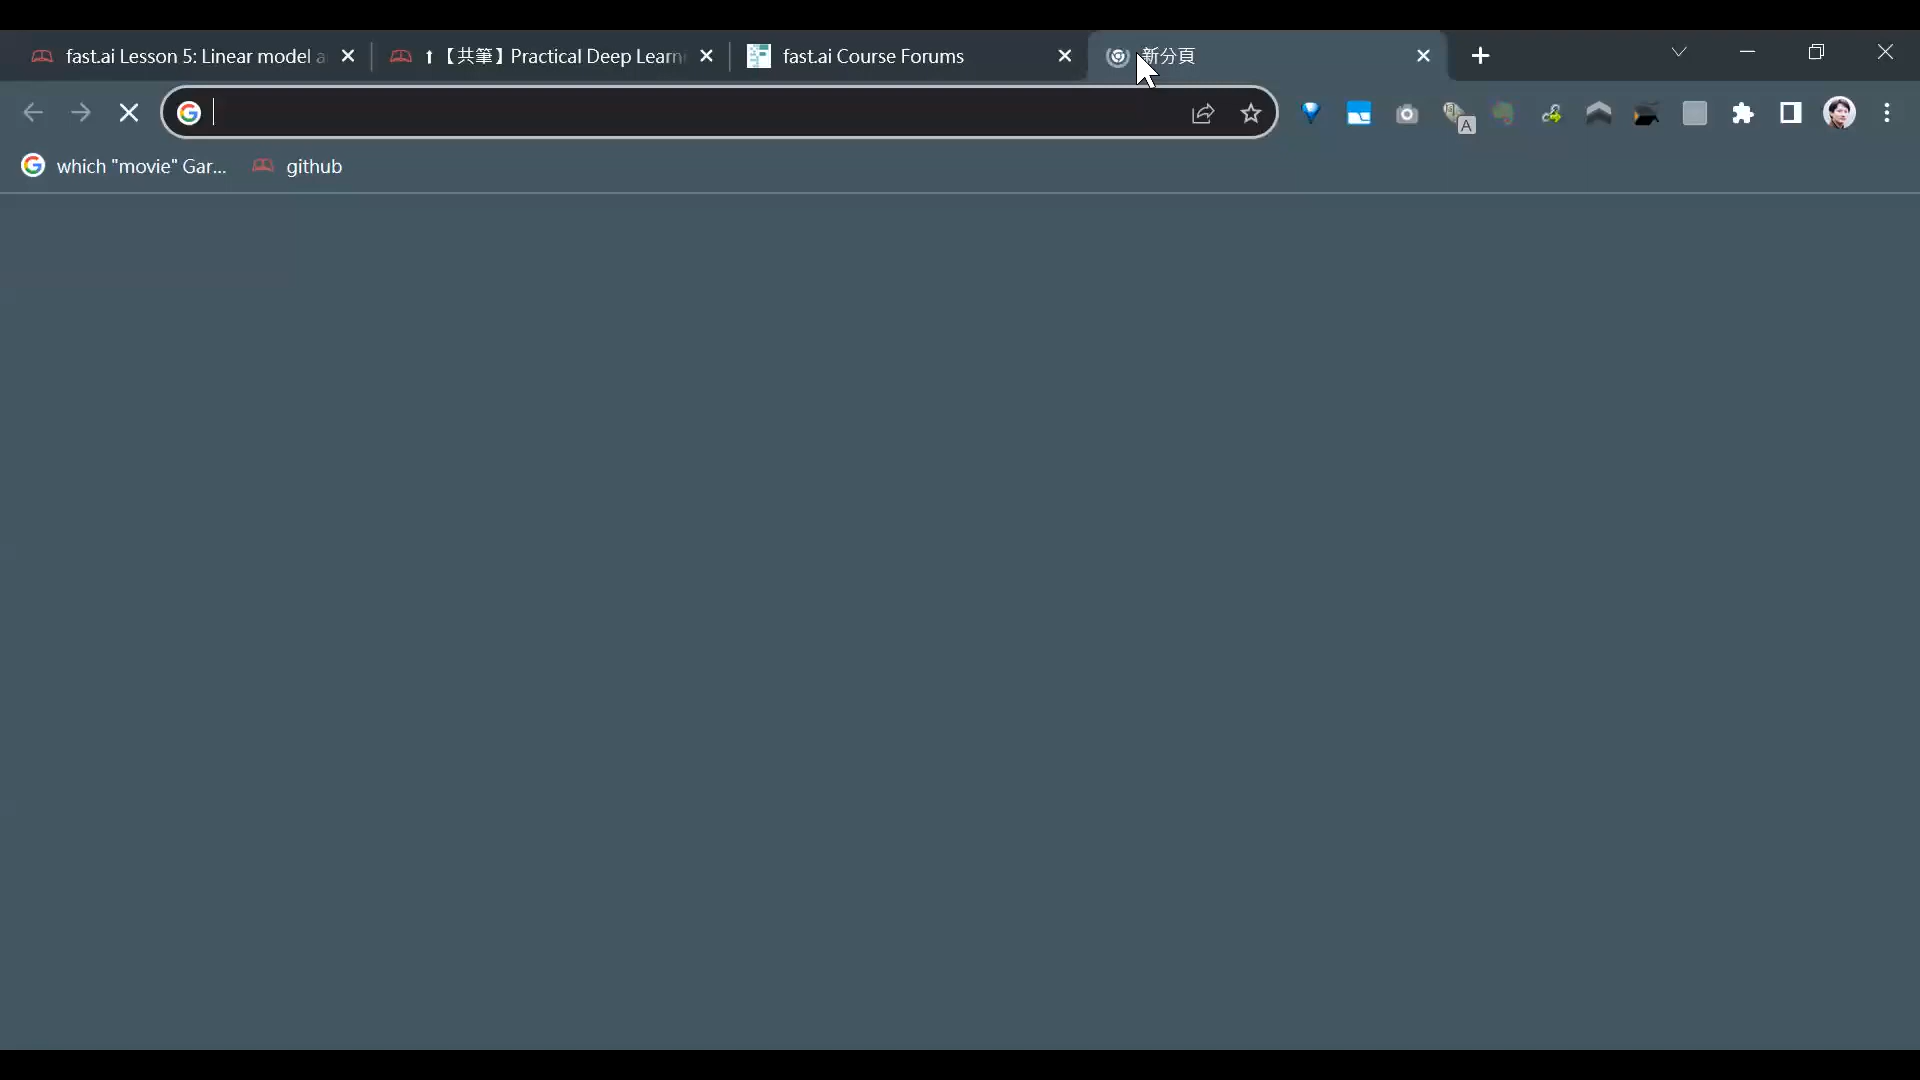 fast.ai Lesson 5: Linear model a
⬆【共筆】Practical Deep Learn
fast.ai Course Forums
新分頁
A
which "movie" Gar...
github